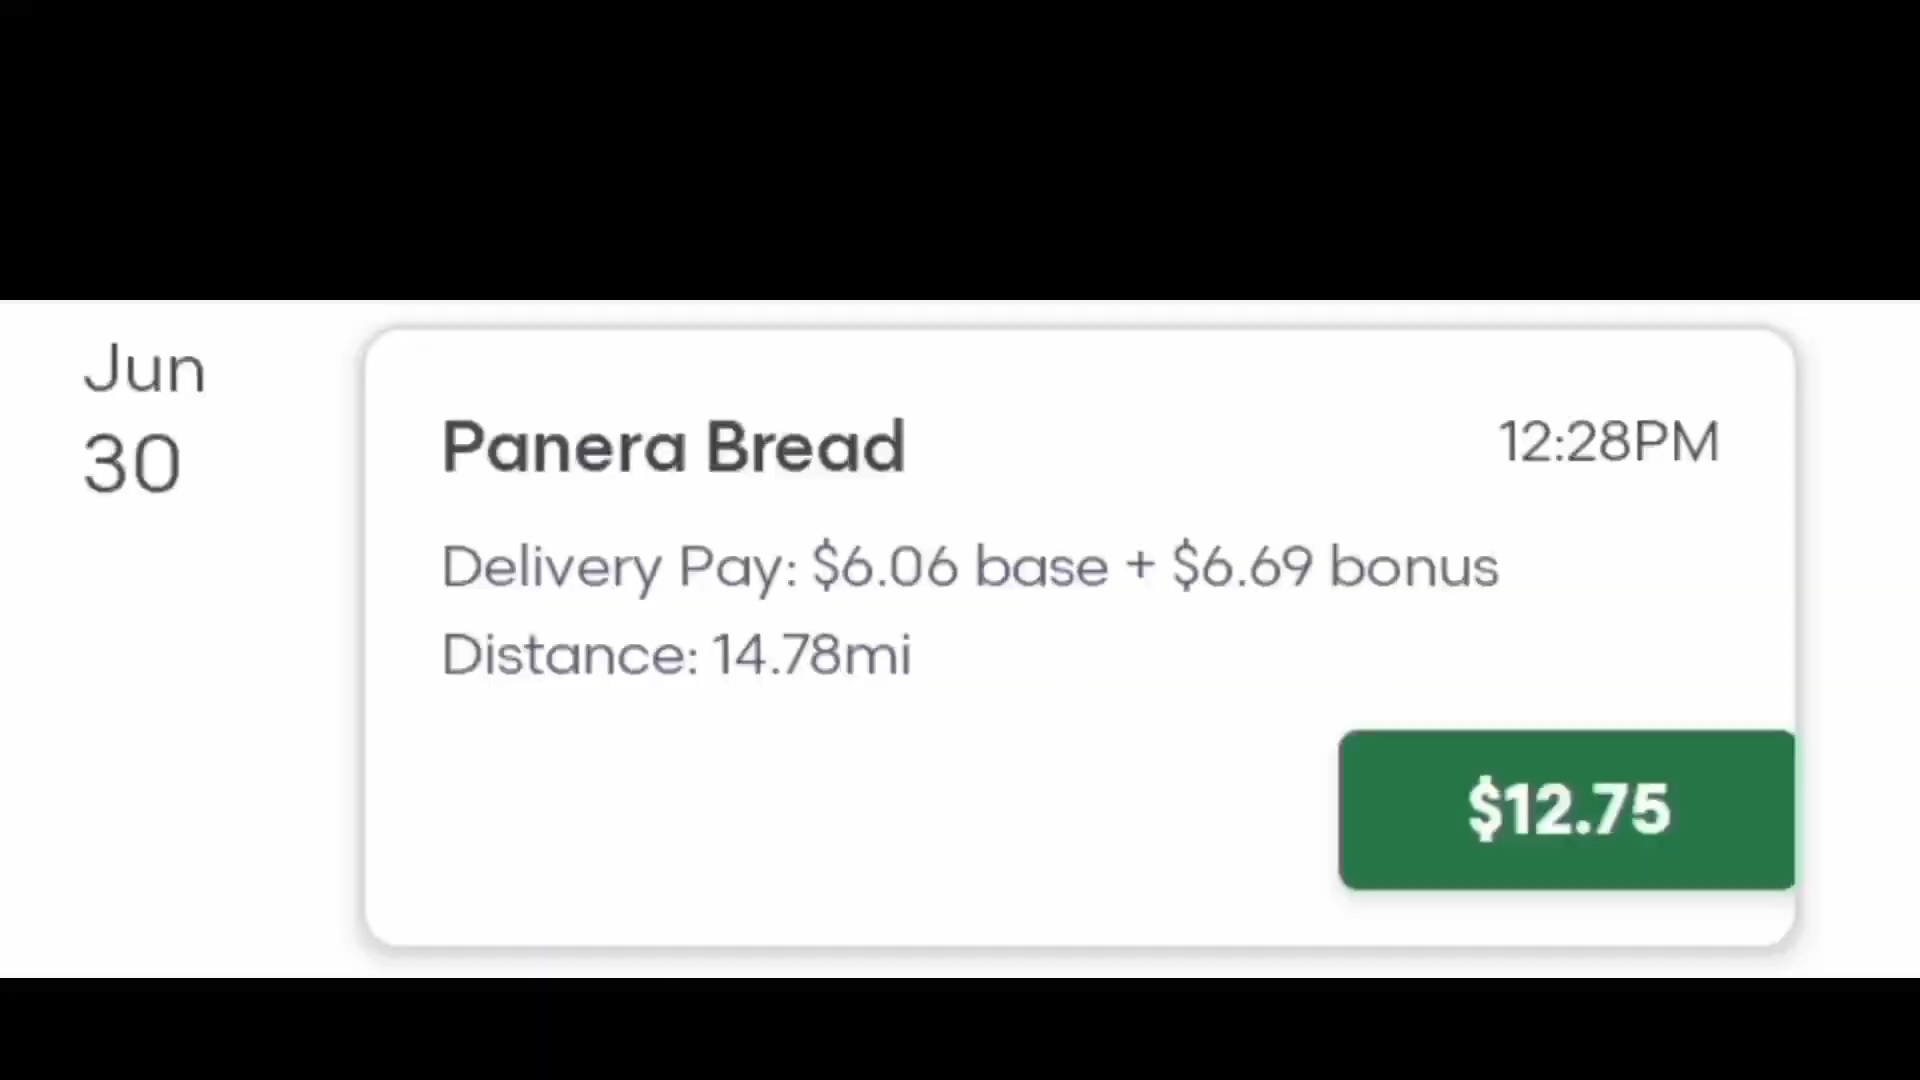 Jun
30
Panera Bread
12:28PM
Delivery Pay: $6.06 base + $6.69 bonus
Distance: 14.78mi
$12.75